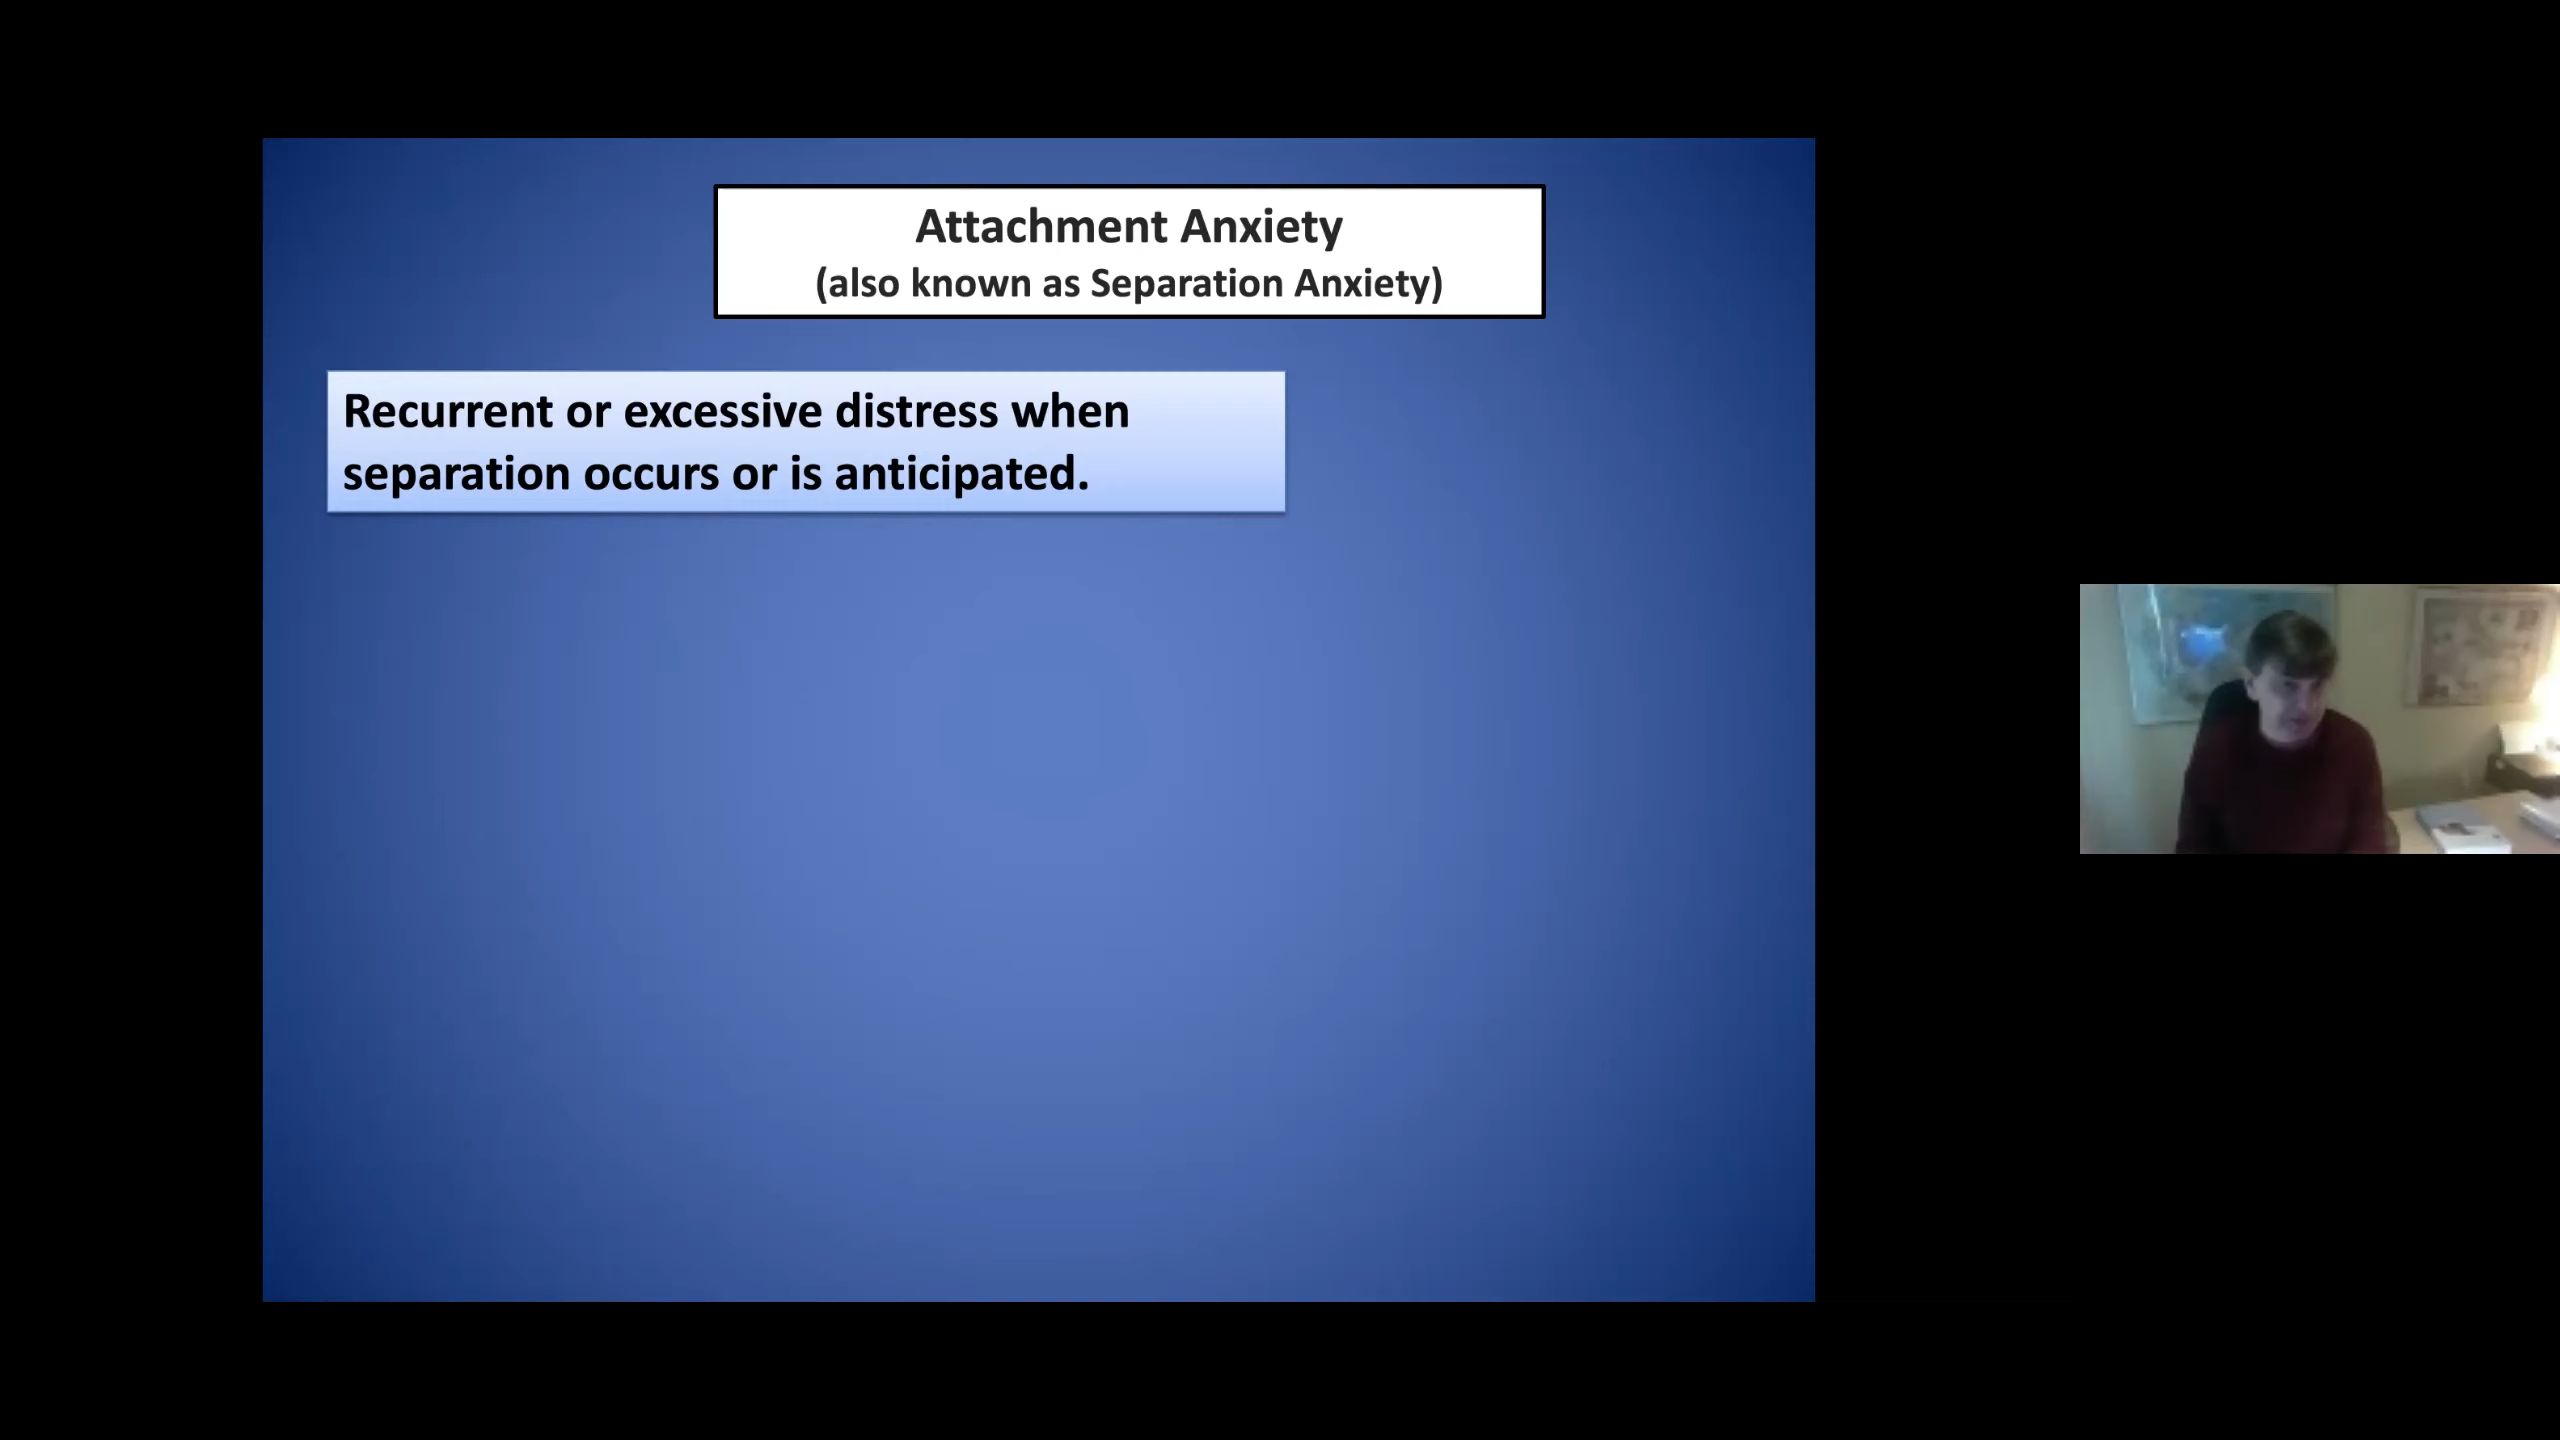 Attachment Anxiety
(also known as Separation Anxiety)
Recurrent or excessive distress when
separation occurs or is anticipated.